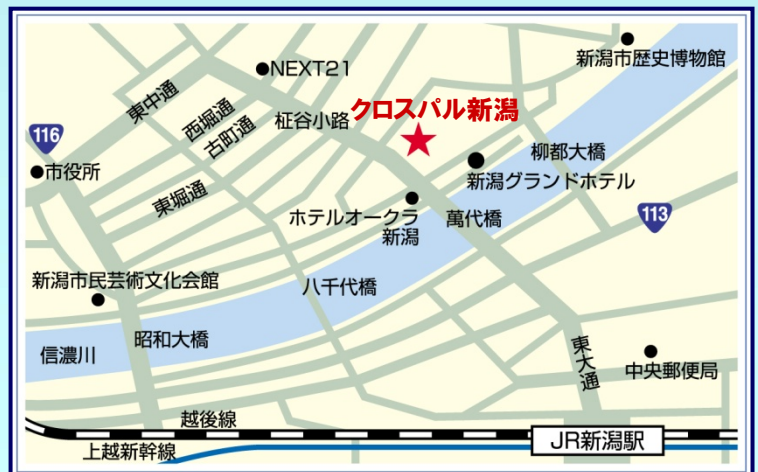 新潟市歴史博物館
NEXT21
東中通
西堀通
古町通
柾谷小路
クロスパル新潟
116
市役所
東堀通
柳都大橋
新潟グランドホテル
ホテルオークラ
新潟
萬代橋
113
新潟市民芸術文化会館
八千代橋
昭和大橋
信濃川
東大通
中央郵便局
越後線
上越新幹線
JR新潟駅